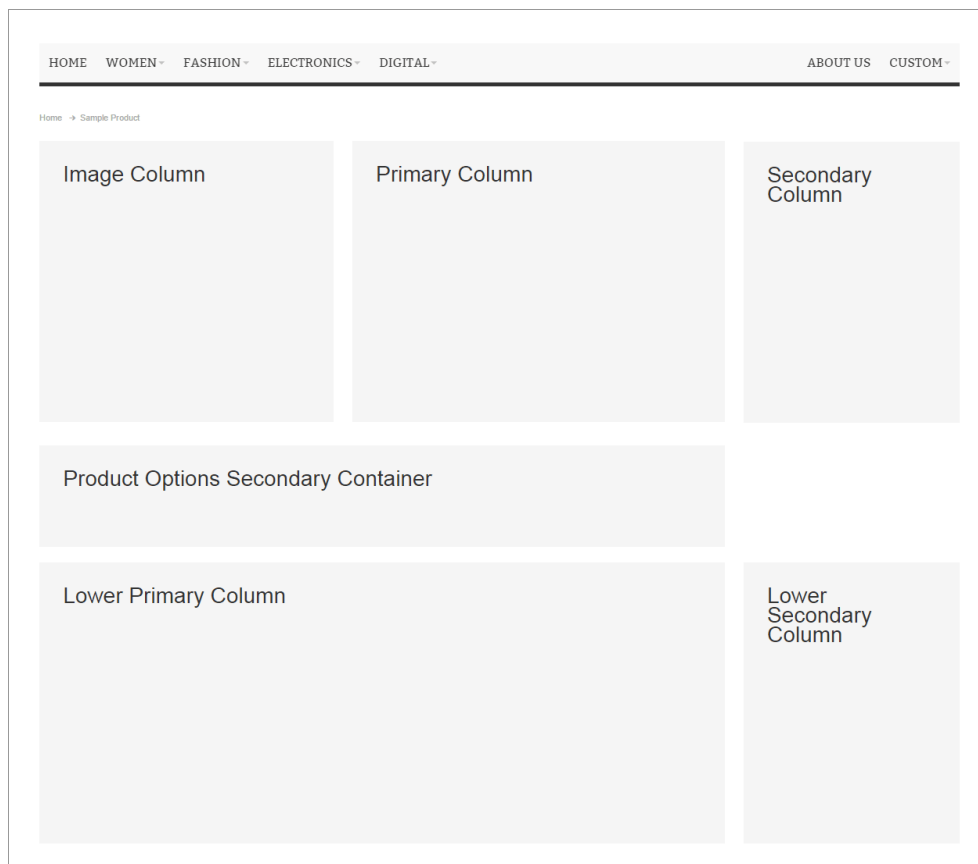 HOME WOMEN FASHION ELECTRONICS DIGITAL ABOUT US CUSTOM
Home → Sample Product
Image Column
Primary Column
Secondary
Column
Product Options Secondary Container
Lower Primary Column
Lower
Secondary
Column